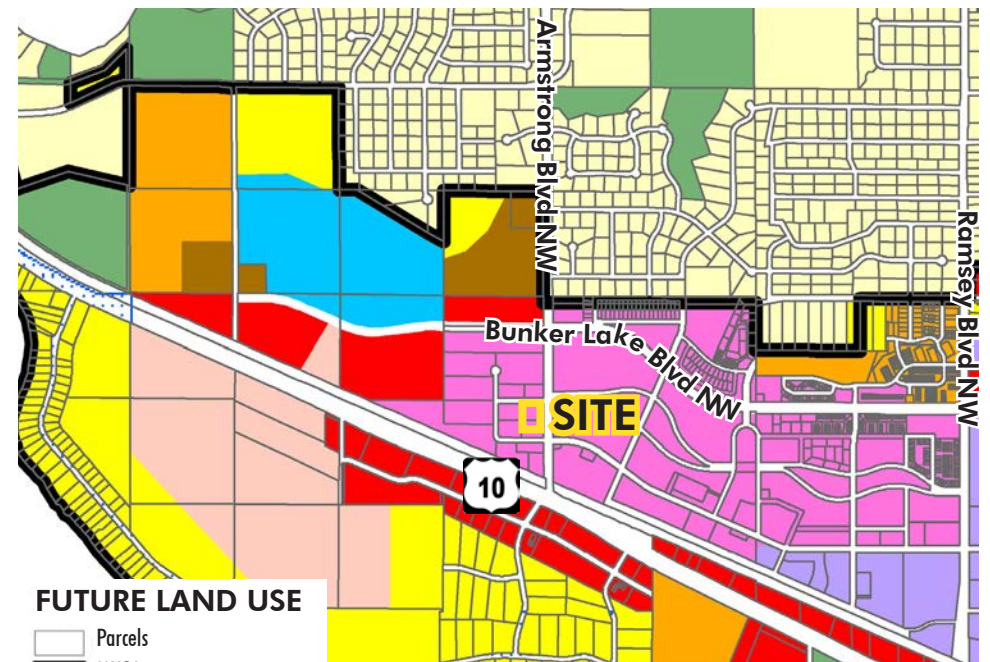 Armstrong Blvd NW
Ramsey Blvd NW
Bunker Lake Blvd NW
SITE
10
FUTURE LAND USE
Parcels